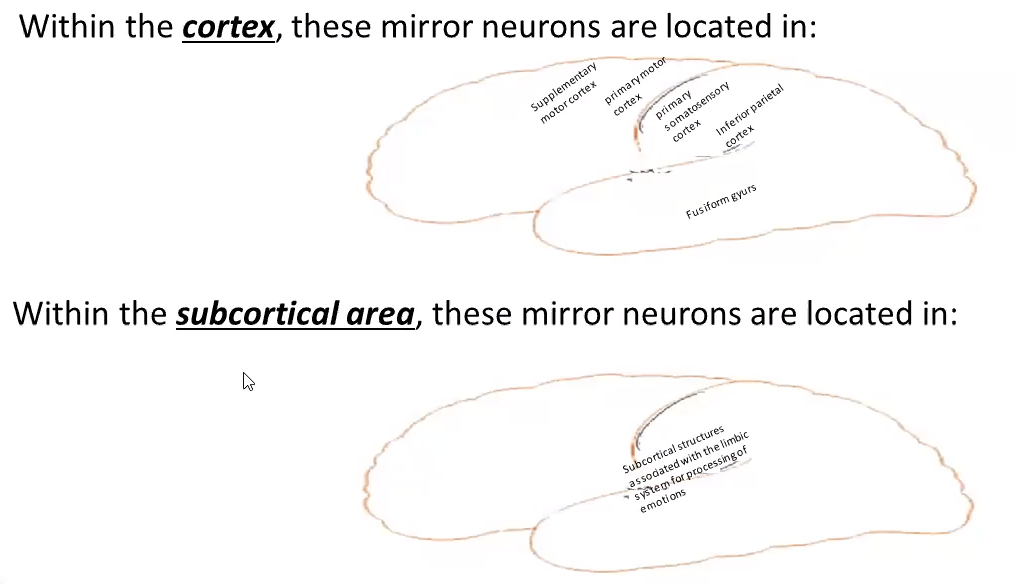 Within the cortex, these mirror neurons are located in:
Supplementary
motor cortex
primary motor
cortex
primary
somatosensory
cortex
Inferior parietal
cortex
Fusiform gyurs
Within the subcortical area, these mirror neurons are located in:
Subcortical structures
associated with the limbic
system for processing of
emotions